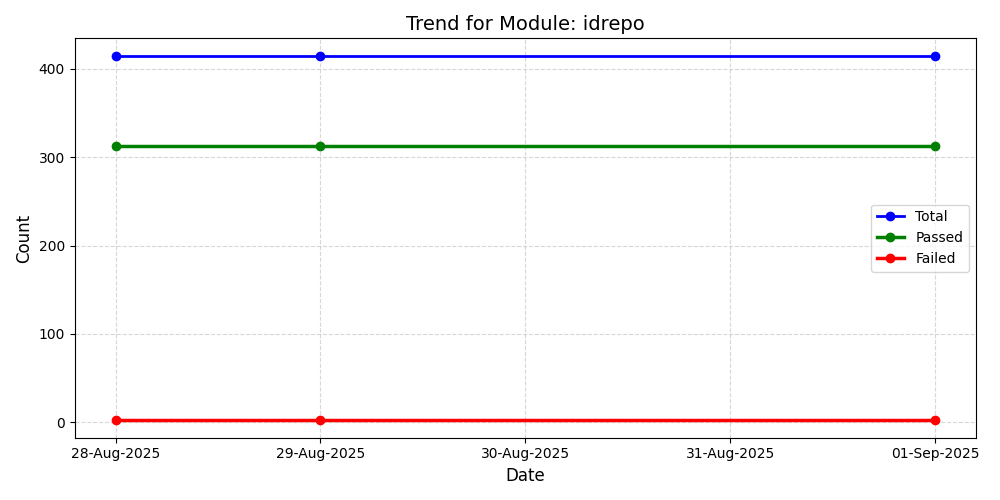 Trend for Module: idrepo
Count
400
300
200
100
0
Total
Passed
Failed
28-Aug-2025
29-Aug-2025
30-Aug-2025
31-Aug-2025
01-Sep-2025
Date